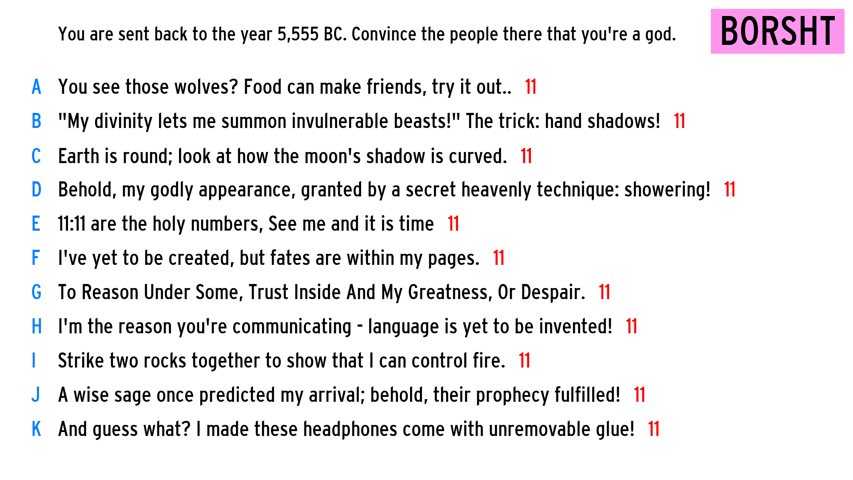 You are sent back to the year 5,555 BC. Convince the people there that you're a god.
BORSHT
A You see those wolves? Food can make friends, try it out.. 11
B "My divinity lets me summon invulnerable beasts!" The trick: hand shadows! 11
C Earth is round; look at how the moon's shadow is curved. 11
D Behold, my godly appearance, granted by a secret heavenly technique: showering! 11
E 11:11 are the holy numbers, See me and it is time 11
F I've yet to be created, but fates are within my pages. 11
G To Reason Under Some, Trust Inside And My Greatness, Or Despair. 11
H I'm the reason you're communicating - language is yet to be invented! 11
I Strike two rocks together to show that I can control fire. 11
J A wise sage once predicted my arrival; behold, their prophecy fulfilled! 11
K And guess what? I made these headphones come with unremovable glue! 11